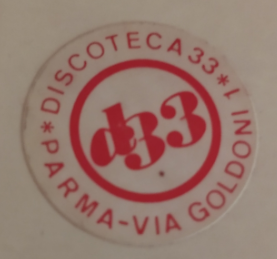 *DISCOTECA 33*
PARMA-VIA GOLDONI 1
d33